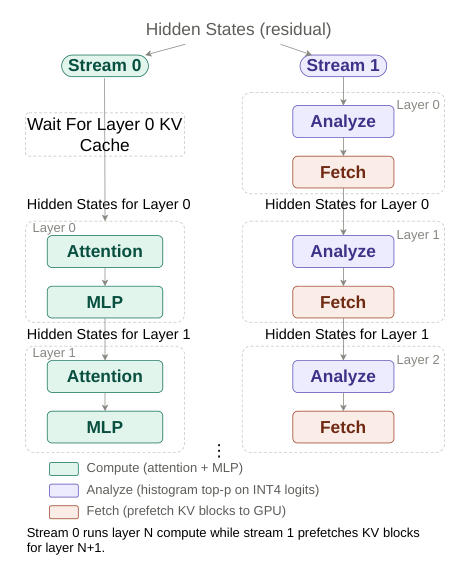 Hidden States (residual)
Stream 0
Stream 1
Wait For Layer 0 KV
Cache
Layer 0
Analyze
Fetch
Hidden States for Layer 0
Hidden States for Layer 0
Layer 0
Attention
MLP
Layer 1
Analyze
Fetch
Hidden States for Layer 1
Hidden States for Layer 1
Layer 1
Attention
MLP
Layer 2
Analyze
Fetch
⋮
Compute (attention + MLP)
Analyze (histogram top-p on INT4 logits)
Fetch (prefetch KV blocks to GPU)
Stream 0 runs layer N compute while stream 1 prefetches KV blocks
for layer N+1.